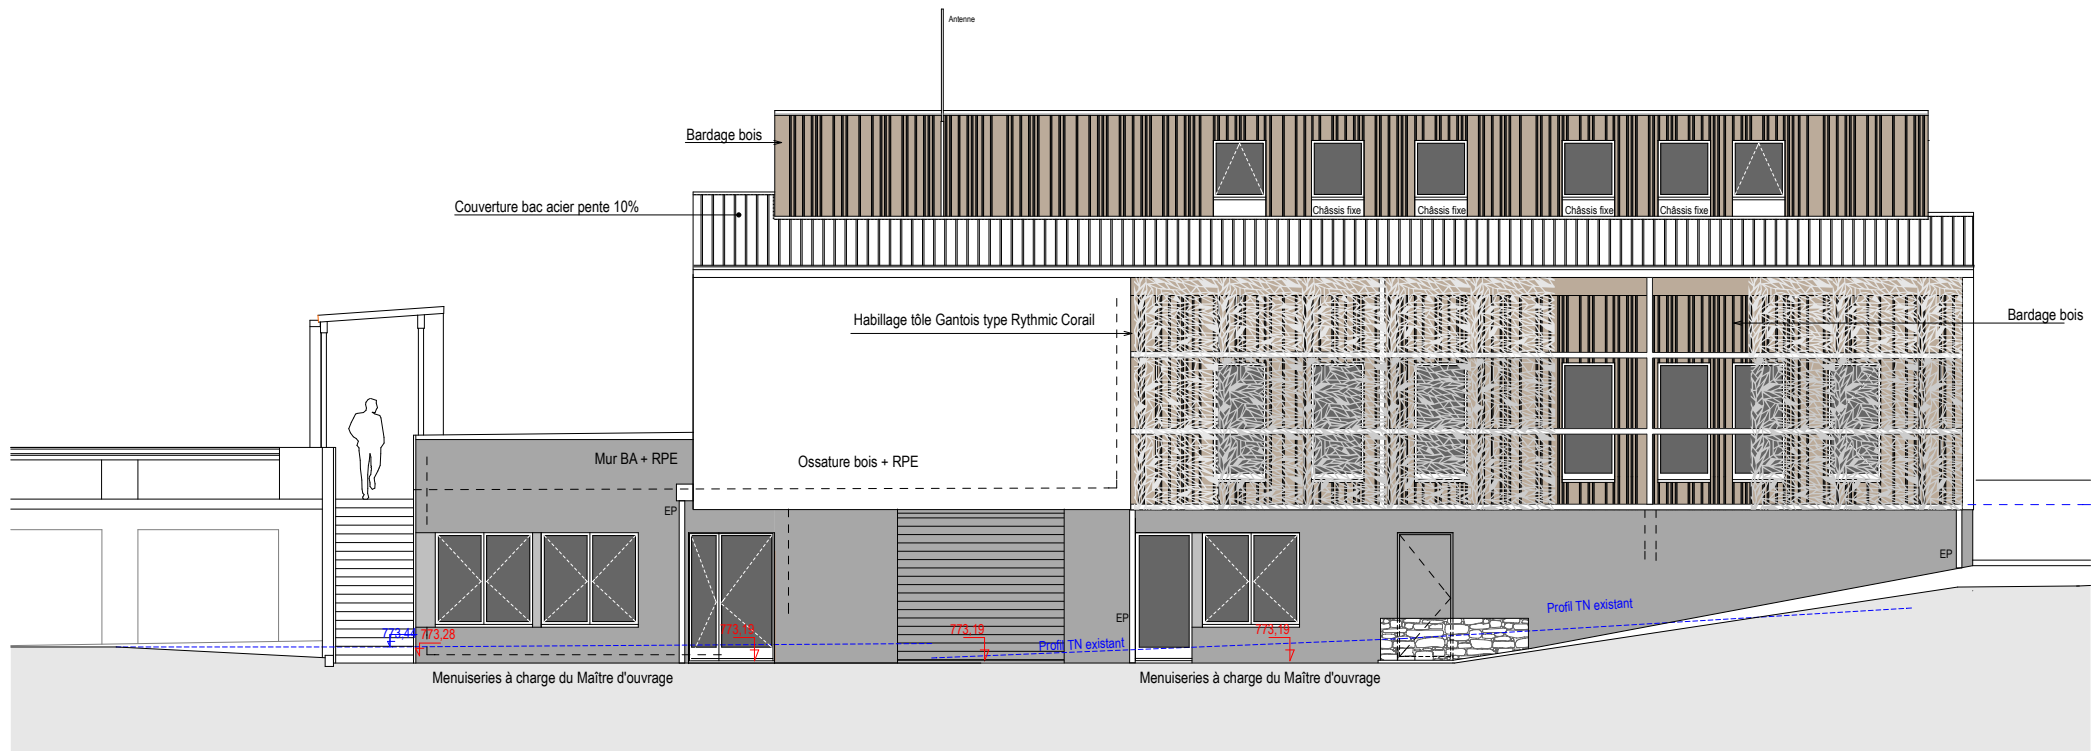 Antenne
Bardage bois
Couverture bac acier pente 10%
Châssis fixe
Châssis fixe
Châssis fixe
Châssis fixe
Habillage tôle Gantois type Rythmic Corail
Bardage bois
Mur BA + RPE
Ossature bois + RPE
EP
EP
EP
Profil TN existant
773,44
773,28
773,18
773,19
773,19
Profil TN existant
Menuiseries à charge du Maître d'ouvrage
Menuiseries à charge du Maître d'ouvrage